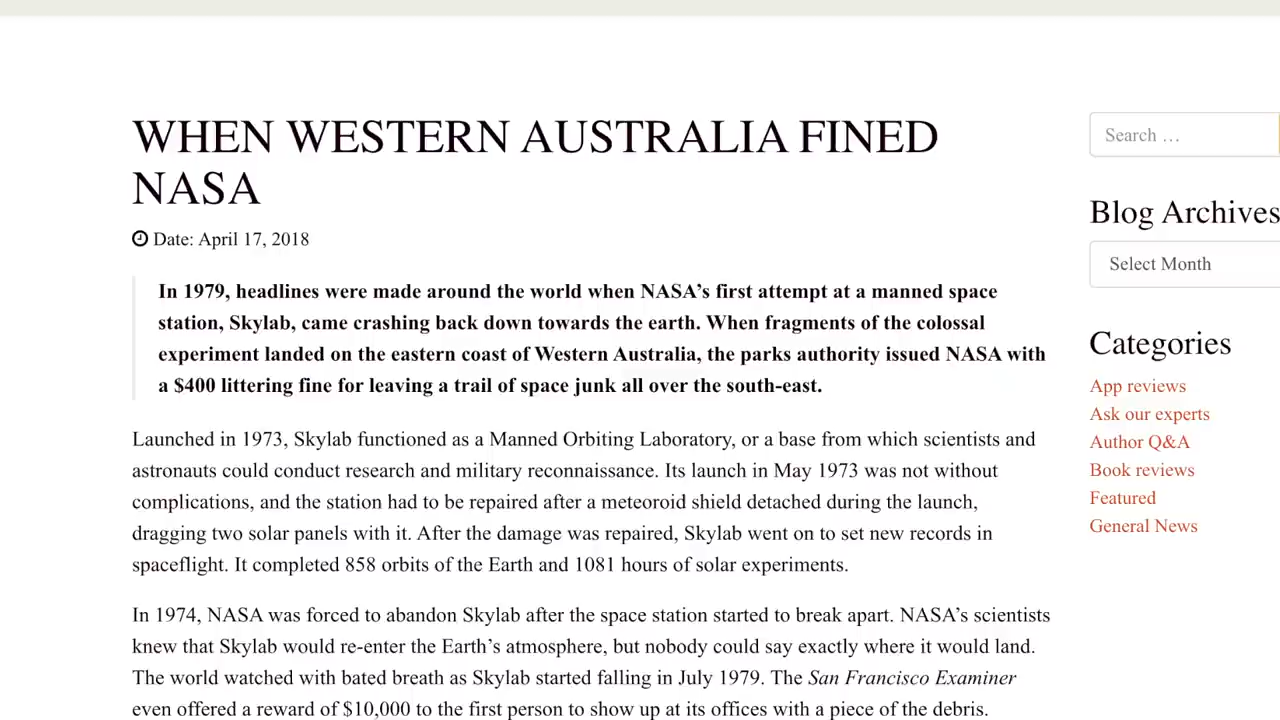 WHEN WESTERN AUSTRALIA FINED
NASA
Date: April 17, 2018
In 1979, headlines were made around the world when NASA’s first attempt at a manned space
station, Skylab, came crashing back down towards the earth. When fragments of the colossal
experiment landed on the eastern coast of Western Australia, the parks authority issued NASA with
a $400 littering fine for leaving a trail of space junk all over the south-east.
Launched in 1973, Skylab functioned as a Manned Orbiting Laboratory, or a base from which scientists and
astronauts could conduct research and military reconnaissance. Its launch in May 1973 was not without
complications, and the station had to be repaired after a meteoroid shield detached during the launch,
dragging two solar panels with it. After the damage was repaired, Skylab went on to set new records in
spaceflight. It completed 858 orbits of the Earth and 1081 hours of solar experiments.
In 1974, NASA was forced to abandon Skylab after the space station started to break apart. NASA’s scientists
knew that Skylab would re-enter the Earth’s atmosphere, but nobody could say exactly where it would land.
The world watched with bated breath as Skylab started falling in July 1979. The San Francisco Examiner
even offered a reward of $10,000 to the first person to show up at its offices with a piece of the debris.
Search …
Blog Archives
Select Month
Categories
App reviews
Ask our experts
Author Q&A
Book reviews
Featured
General News